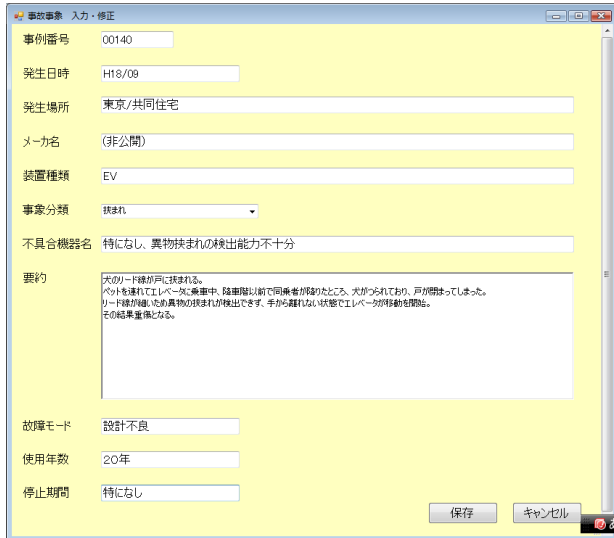 事故事象 入力・修正
事例番号 00140
発生日時 H18/09
発生場所 東京/共同住宅
メーカ名 (非公開)
装置種類 EV
事象分類 挟まれ
不具合機器名 特になし、異物挟まれの検出能力不十分
要約
犬のリード線が戸に挟まれる。
ペットを連れてエレベータに乗車中、降車階以前で同乗者が降りたところ、犬がつられており、戸が閉まってしまった。
リード線が細いため異物の挟まれが検出できず、手から離れない状態でエレベータが移動を開始。
その結果重傷となる。
故障モード 設計不良
使用年数 20年
停止期間 特になし
保存 キャンセル